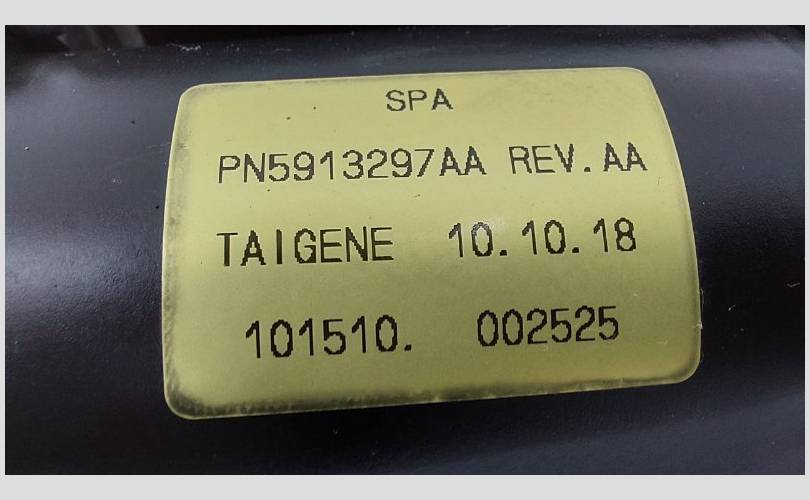 SPA
PN5913297AA REV.AA
TAIGENE 10.10.18
101510. 002525